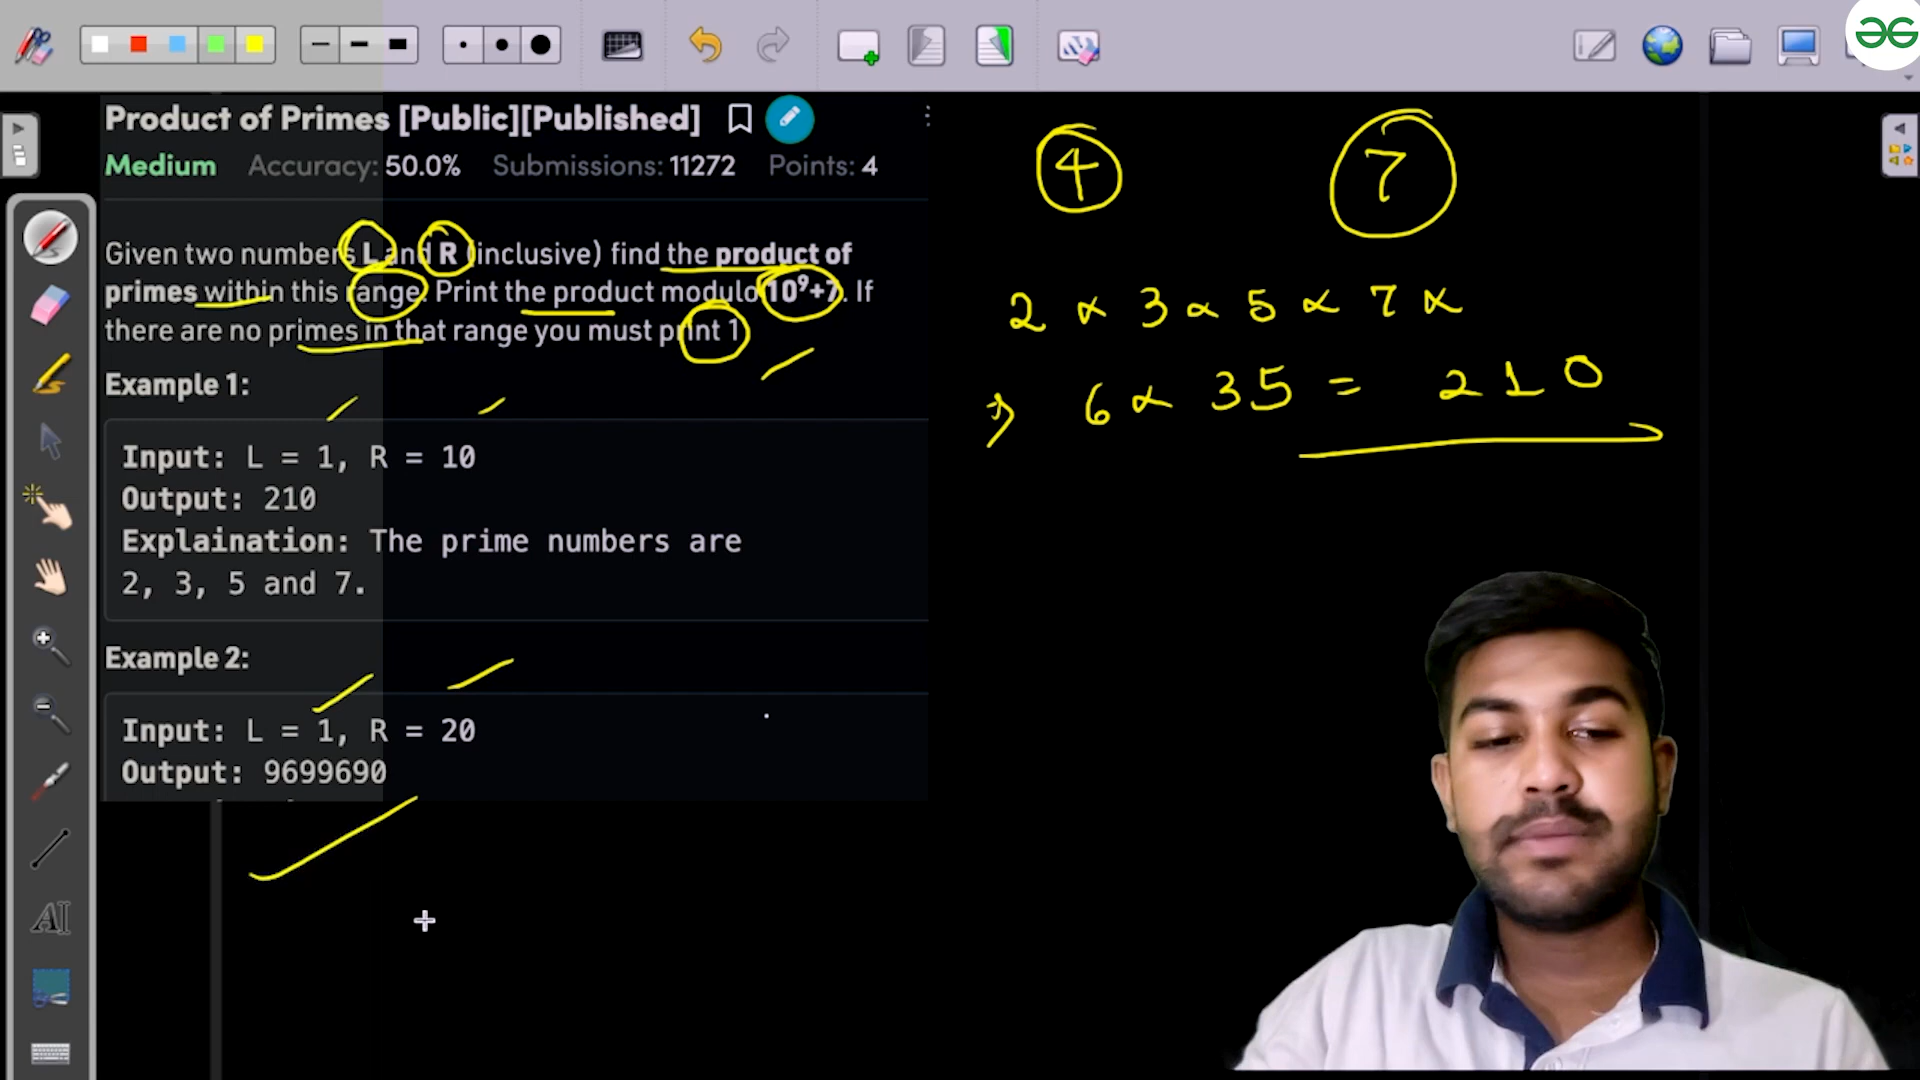 Product of Primes [Public][Published]
Medium Accuracy: 50.0% Submissions: 11272 Points: 4
Given two numbers L and R (inclusive) find the product of
primes within this range. Print the product modulo 10⁹+7. If
there are no primes in that range you must print 1
Example 1:
Input: L = 1, R = 10
Output: 210
Explaination: The prime numbers are
2, 3, 5 and 7.
Example 2:
Input: L = 1, R = 20
Output: 9699690
4 7
2 × 3 × 5 × 7 ×
⇒ 6 × 35 = 210